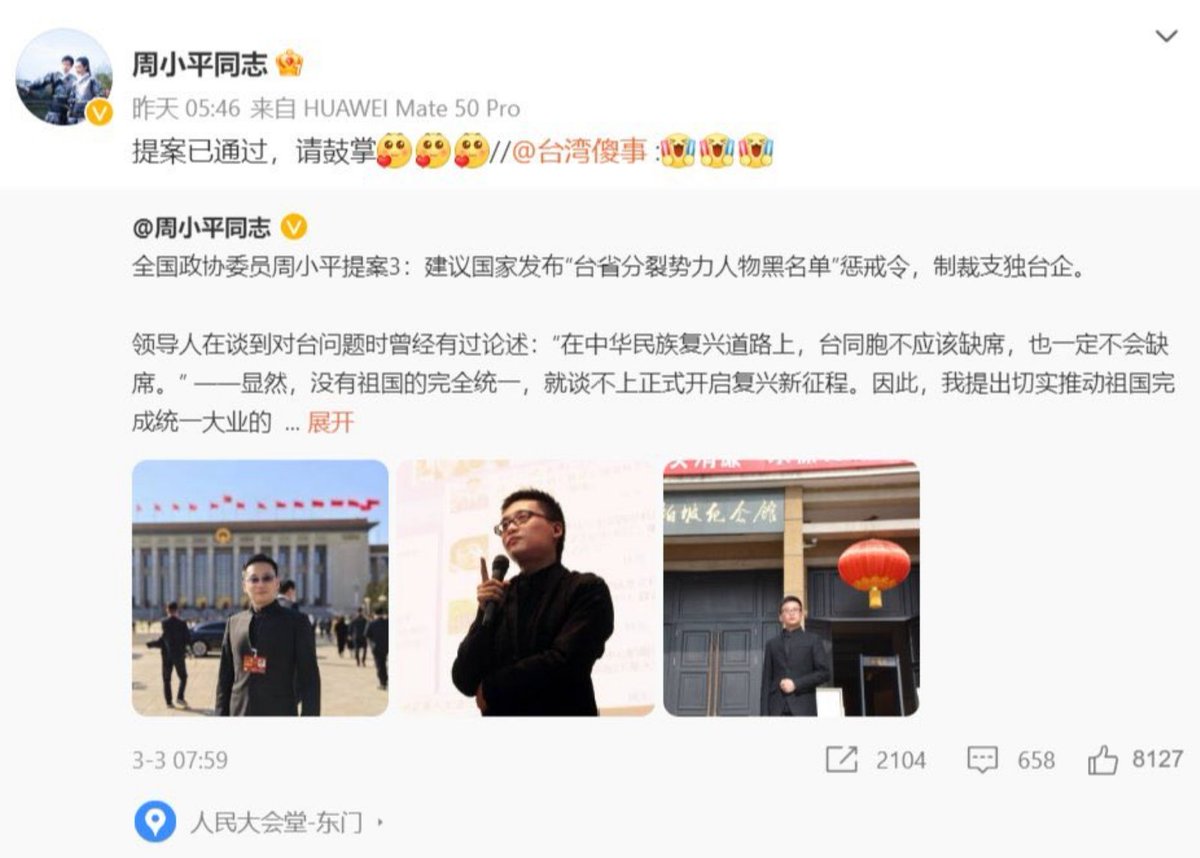 周小平同志
昨天 05:46 来自 HUAWEI Mate 50 Pro
提案已通过，请鼓掌//@台湾傻事:
@周小平同志
全国政协委员周小平提案3：建议国家发布“台省分裂势力人物黑名单”惩戒令，制裁支独台企。
领导人在谈到对台问题时曾经有过论述：“在中华民族复兴道路上，台同胞不应该缺席，也一定不会缺
席。”——显然，没有祖国的完全统一，就谈不上正式开启复兴新征程。因此，我提出切实推动祖国完
成统一大业的 ... 展开
柏坡纪念馆
3-3 07:59
2104
658
8127
人民大会堂-东门